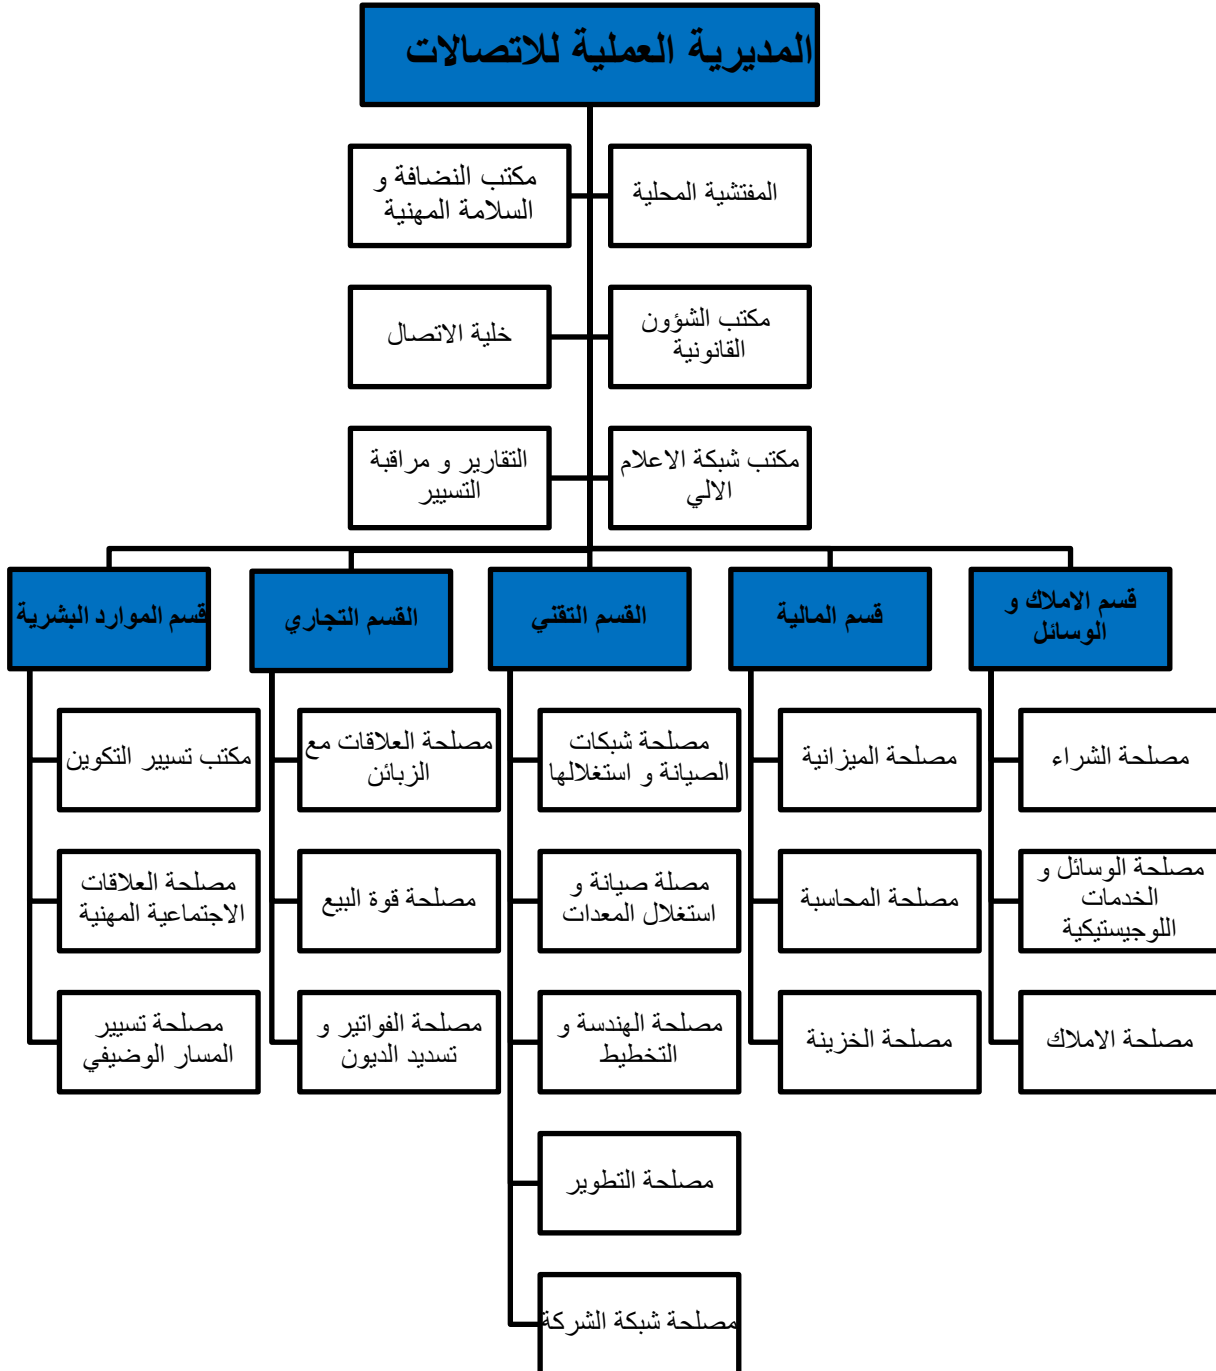 المديرية العملية للاتصالات
المفتشية المحلية
مكتب النضافة و
السلامة المهنية
مكتب الشؤون
القانونية
خلية الاتصال
مكتب شبكة الاعلام
الالي
التقارير و مراقبة
التسيير
قسم الاملاك و
الوسائل
قسم المالية
القسم التقني
القسم التجاري
قسم الموارد البشرية
مصلحة الشراء
مصلحة الميزانية
مصلحة شبكات
الصيانة و استغلالها
مصلحة العلاقات مع
الزبائن
مكتب تسيير التكوين
مصلحة الوسائل و
الخدمات
اللوجيستيكية
مصلحة المحاسبة
مصلة صيانة و
استغلال المعدات
مصلحة قوة البيع
مصلحة العلاقات
الاجتماعية المهنية
مصلحة الاملاك
مصلحة الخزينة
مصلحة الهندسة و
التخطيط
مصلحة الفواتير و
تسديد الديون
مصلحة تسيير
المسار الوضيفي
مصلحة التطوير
مصلحة شبكة الشركة